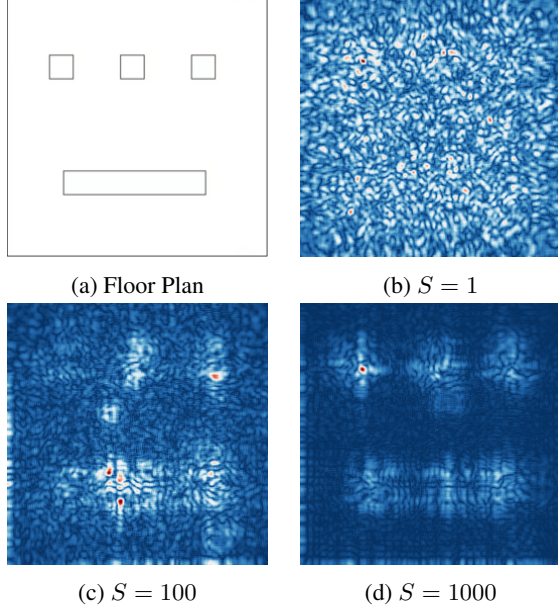 (a) Floor Plan
(b) S = 1
(c) S = 100
(d) S = 1000